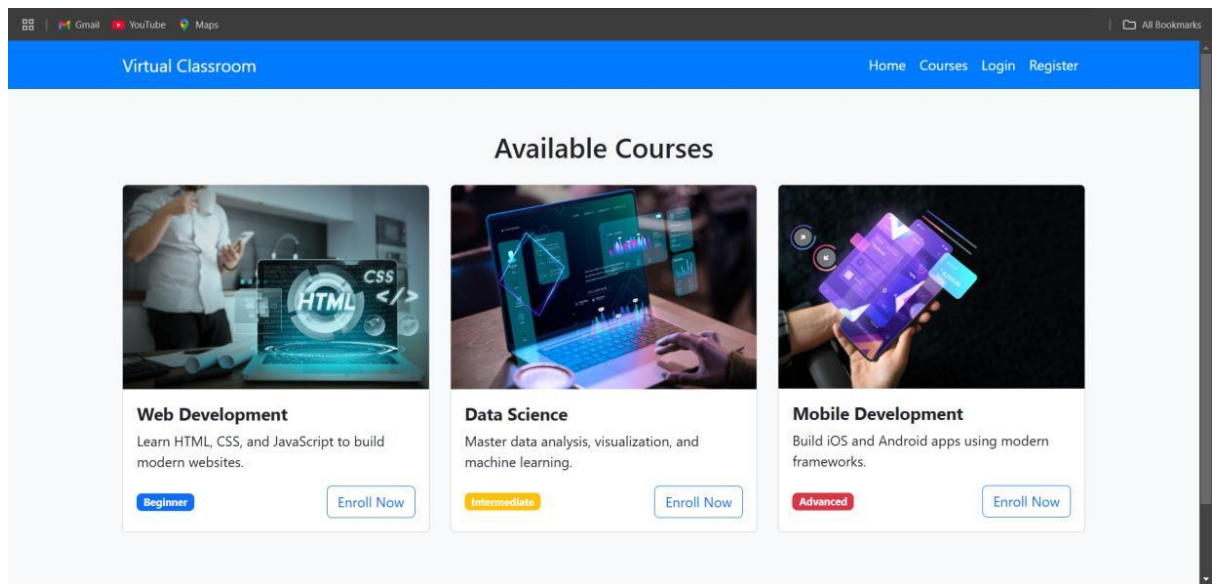 Gmail YouTube Maps All Bookmarks
Virtual Classroom Home Courses Login Register
Available Courses
HTML
CSS
</>
Web Development
Learn HTML, CSS, and JavaScript to build
modern websites.
Beginner Enroll Now
Data Science
Master data analysis, visualization, and
machine learning.
Intermediate Enroll Now
Mobile Development
Build iOS and Android apps using modern
frameworks.
Advanced Enroll Now